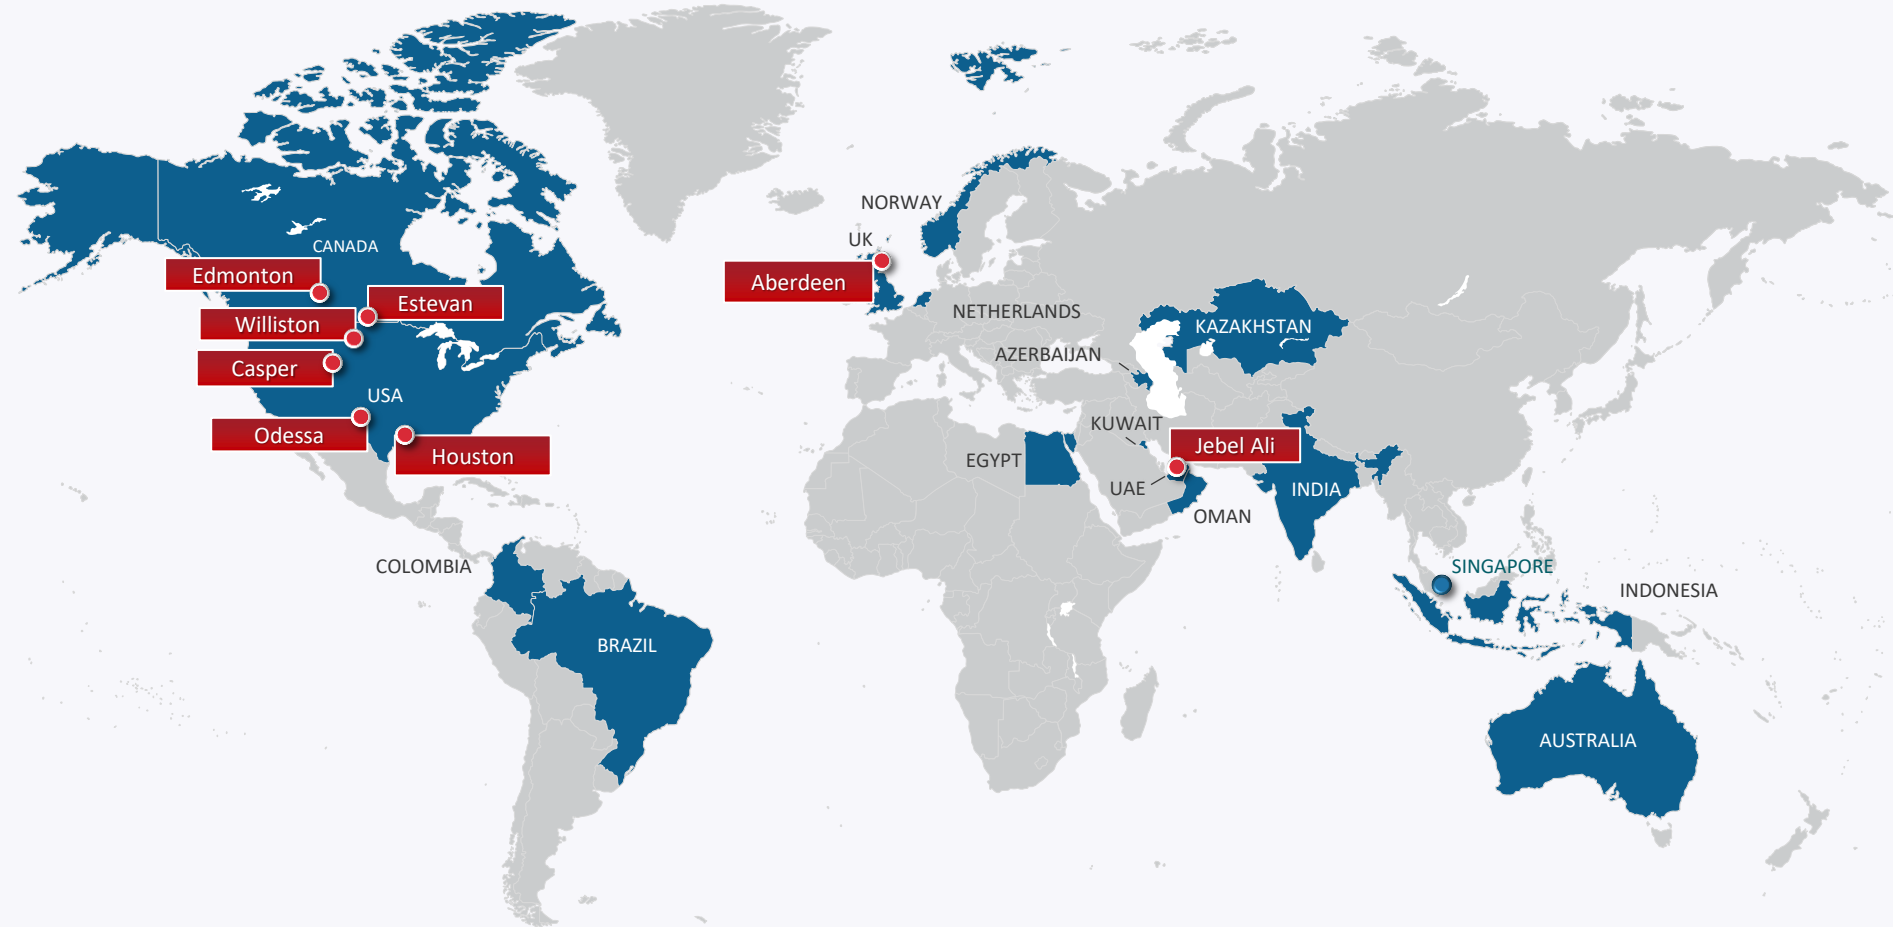 NORWAY
UK
CANADA
Edmonton
Aberdeen
Estevan
NETHERLANDS
Williston
KAZAKHSTAN
AZERBAIJAN
Casper
USA
KUWAIT
Odessa
Jebel Ali
Houston
EGYPT
UAE
INDIA
OMAN
COLOMBIA
SINGAPORE
INDONESIA
BRAZIL
AUSTRALIA